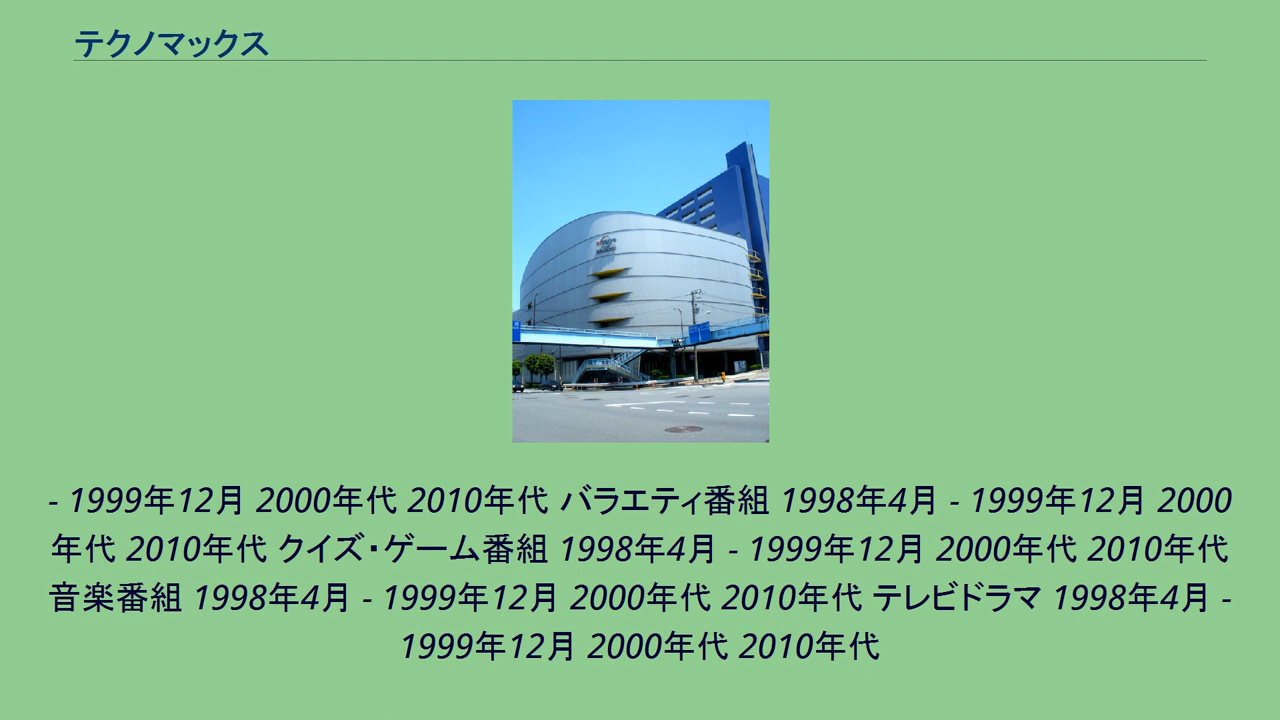 テクノマックス
- 1999年12月 2000年代 2010年代 バラエティ番組 1998年4月 - 1999年12月 2000
年代 2010年代 クイズ・ゲーム番組 1998年4月 - 1999年12月 2000年代 2010年代
音楽番組 1998年4月 - 1999年12月 2000年代 2010年代 テレビドラマ 1998年4月 -
1999年12月 2000年代 2010年代